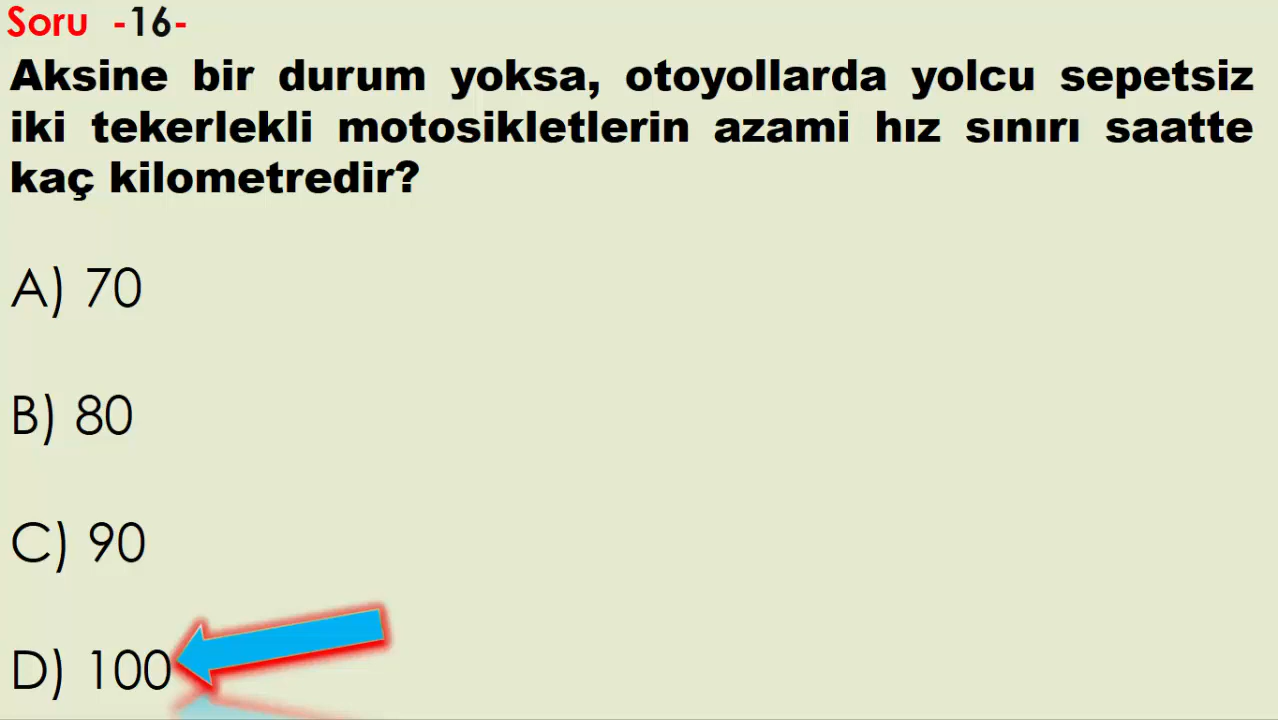 Soru -16-
Aksine bir durum yoksa, otoyollarda yolcu sepetsiz
iki tekerlekli motosikletlerin azami hız sınırı saatte
kaç kilometredir?
A) 70
B) 80
C) 90
D) 100